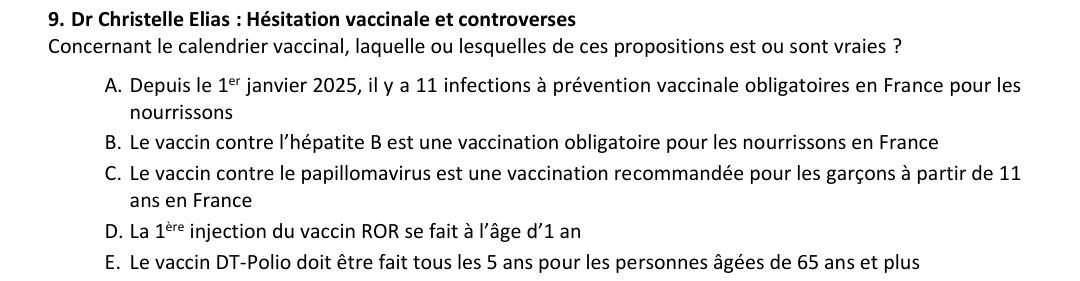 9. Dr Christelle Elias : Hésitation vaccinale et controverses
Concernant le calendrier vaccinal, laquelle ou lesquelles de ces propositions est ou sont vraies ?
A. Depuis le 1er janvier 2025, il y a 11 infections à prévention vaccinale obligatoires en France pour les
nourrissons
B. Le vaccin contre l’hépatite B est une vaccination obligatoire pour les nourrissons en France
C. Le vaccin contre le papillomavirus est une vaccination recommandée pour les garçons à partir de 11
ans en France
D. La 1ère injection du vaccin ROR se fait à l’âge d’1 an
E. Le vaccin DT-Polio doit être fait tous les 5 ans pour les personnes âgées de 65 ans et plus